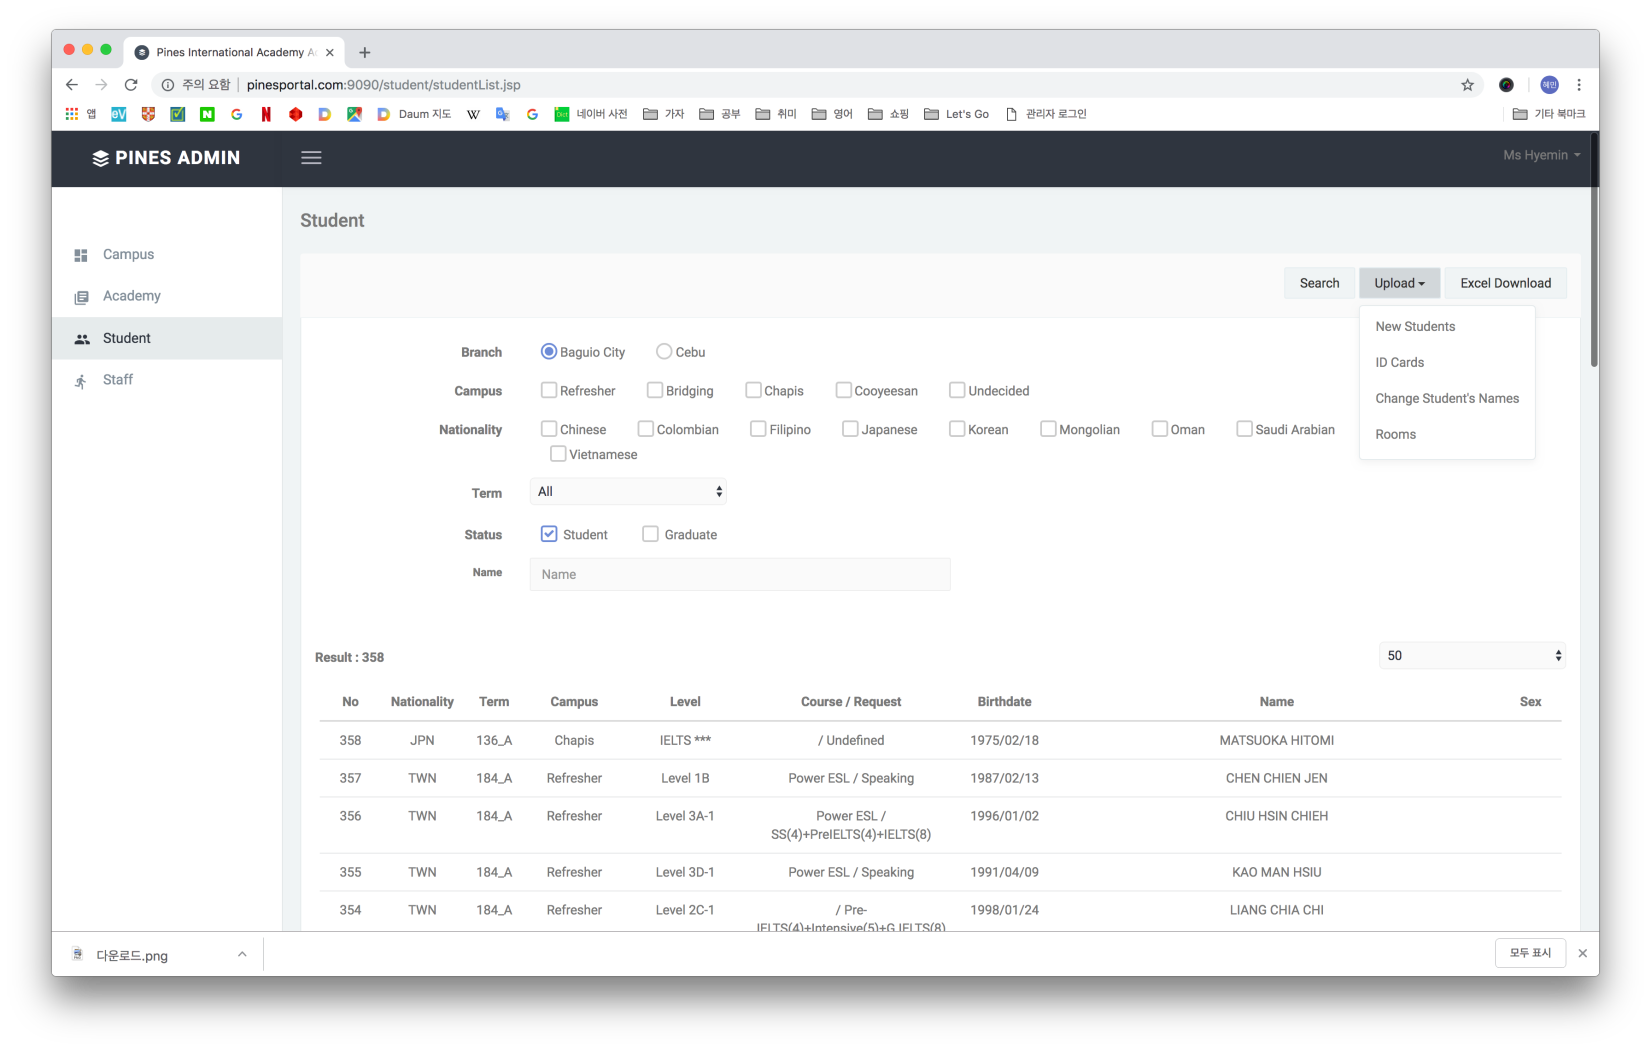 Pines International Academy A
주의 요함 | pinesportal.com:9090/student/studentList.jsp
혜민
앱
Daum 지도
네이버 사전
가자
공부
취미
영어
쇼핑
Let's Go
관리자 로그인
기타 북마크
PINES ADMIN
Ms Hyemin
Campus
Academy
Student
Staff
Student
Search
Upload
Excel Download
New Students
ID Cards
Change Student's Names
Rooms
Branch Baguio City Cebu
Campus Refresher Bridging Chapis Cooyeesan Undecided
Nationality Chinese Colombian Filipino Japanese Korean Mongolian Oman Saudi Arabian
Vietnamese
Term All
Status Student Graduate
Name Name
Result : 358
50
No Nationality Term Campus Level Course / Request Birthdate Name Sex
358 JPN 136_A Chapis IELTS *** / Undefined 1975/02/18 MATSUOKA HITOMI
357 TWN 184_A Refresher Level 1B Power ESL / Speaking 1987/02/13 CHEN CHIEN JEN
356 TWN 184_A Refresher Level 3A-1 Power ESL / 1996/01/02 CHIU HSIN CHIEH
SS(4)+PreIELTS(4)+IELTS(8)
355 TWN 184_A Refresher Level 3D-1 Power ESL / Speaking 1991/04/09 KAO MAN HSIU
354 TWN 184_A Refresher Level 2C-1 / Pre- 1998/01/24 LIANG CHIA CHI
IELTS(4)+Intensive(5)+G.IELTS(8)
다운로드.png
모두 표시